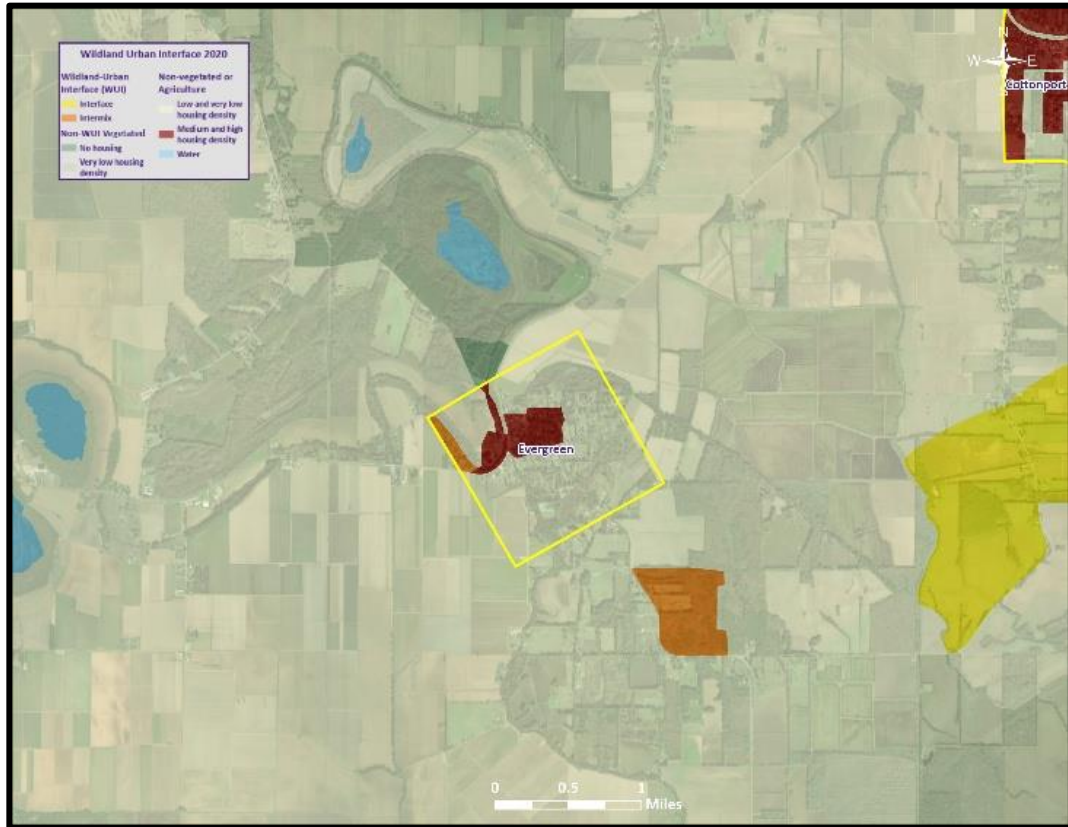 Wildland Urban Interface 2020
Wildland-Urban
Interface (WUI)
Interface
Intermix
Non-WUI Vegetated
No housing
Very low housing
density
Non-vegetated or
Agriculture
Low and very low
housing density
Medium and high
housing density
Water
N
W E
Cottonport
Evergreen
0 0.5 1
Miles